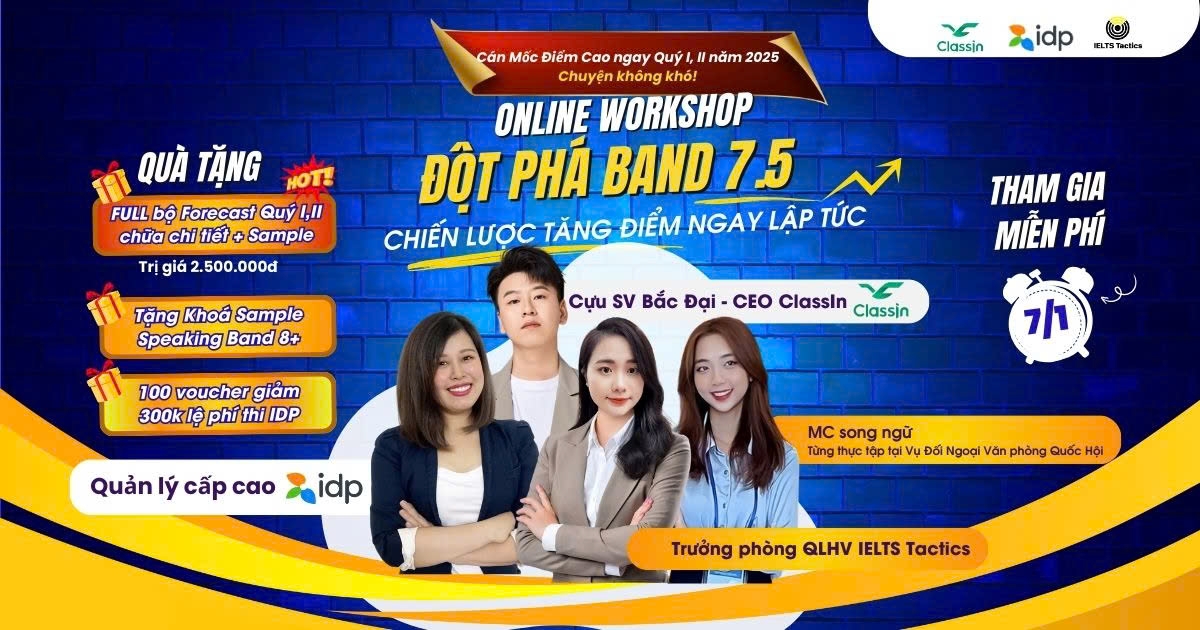 Classin
idp
IELTS Tactics
Cán Mốc Điểm Cao ngay Quý I, II năm 2025
Chuyện không khó!
ONLINE WORKSHOP
ĐỘT PHÁ BAND 7.5
CHIẾN LƯỢC TĂNG ĐIỂM NGAY LẬP TỨC
QUÀ TẶNG
HOT!
FULL bộ Forecast Quý I,II
chữa chi tiết + Sample
Trị giá 2.500.000đ
Tặng Khoá Sample
Speaking Band 8+
100 voucher giảm
300k lệ phí thi IDP
THAM GIA
MIỄN PHÍ
7/1
Cựu SV Bắc Đại - CEO ClassIn
Classin
MC song ngữ
Từng thực tập tại Vụ Đối Ngoại Văn phòng Quốc Hội
Quản lý cấp cao idp
Trưởng phòng QLHV IELTS Tactics